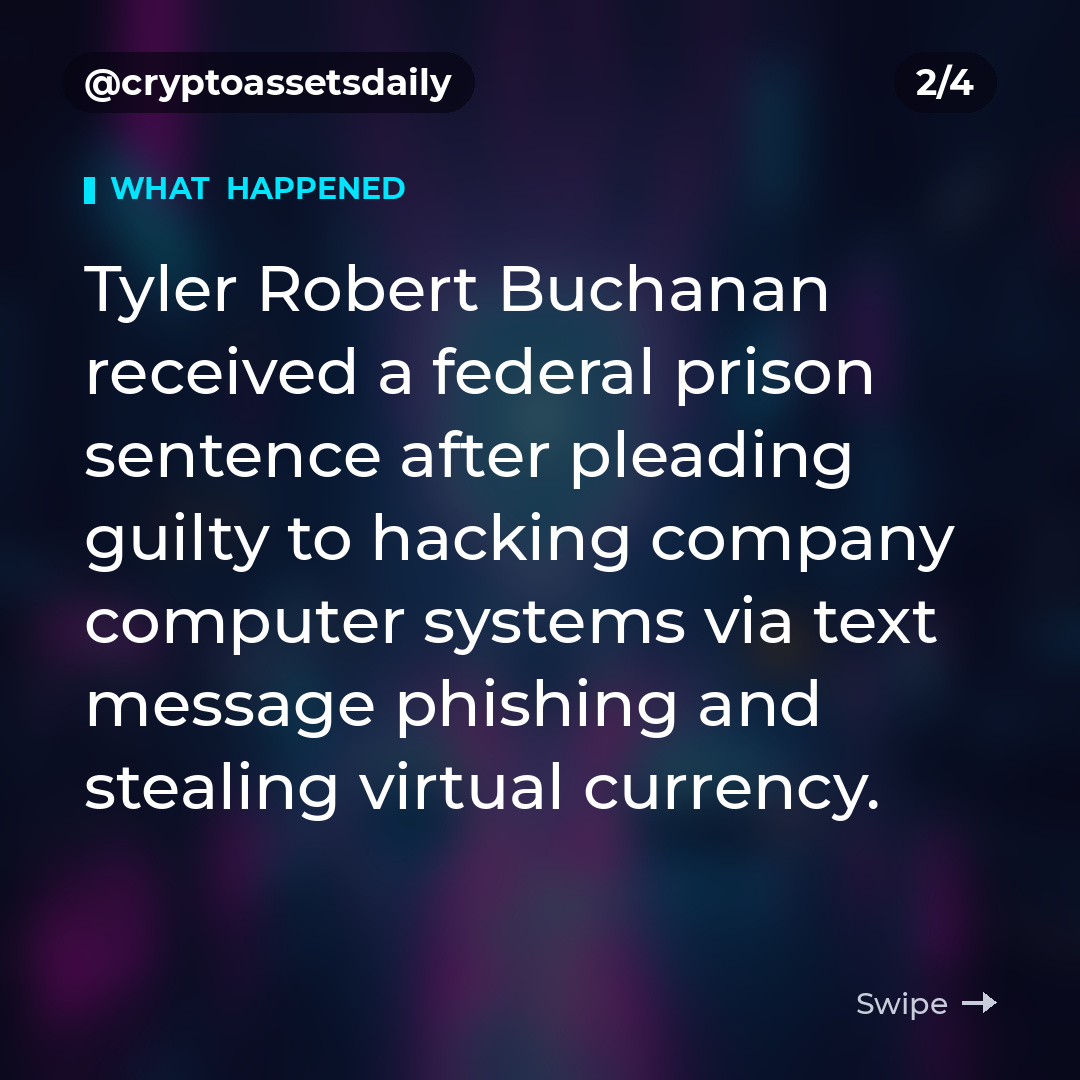 @cryptoassetsdaily
2/4
WHAT HAPPENED
Tyler Robert Buchanan
received a federal prison
sentence after pleading
guilty to hacking company
computer systems via text
message phishing and
stealing virtual currency.
Swipe